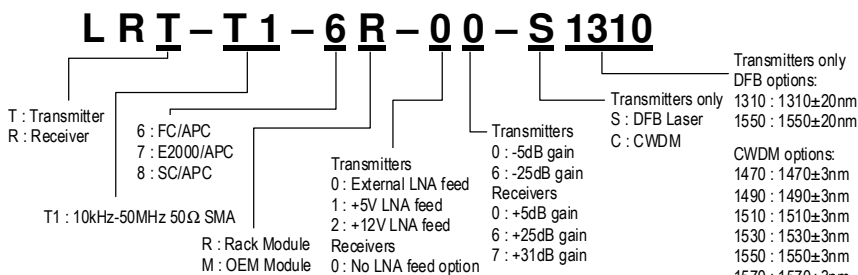 LRT–T1–6R–00–S1310
T : Transmitter
R : Receiver
T1 : 10kHz-50MHz 50Ω SMA
6 : FC/APC
7 : E2000/APC
8 : SC/APC
R : Rack Module
M : OEM Module
Transmitters
0 : External LNA feed
1 : +5V LNA feed
2 : +12V LNA feed
Receivers
0 : No LNA feed option
Transmitters
0 : -5dB gain
6 : -25dB gain
Receivers
0 : +5dB gain
6 : +25dB gain
7 : +31dB gain
Transmitters only
S : DFB Laser
C : CWDM
Transmitters only
DFB options:
1310 : 1310±20nm
1550 : 1550±20nm
CWDM options:
1470 : 1470±3nm
1490 : 1490±3nm
1510 : 1510±3nm
1530 : 1530±3nm
1550 : 1550±3nm